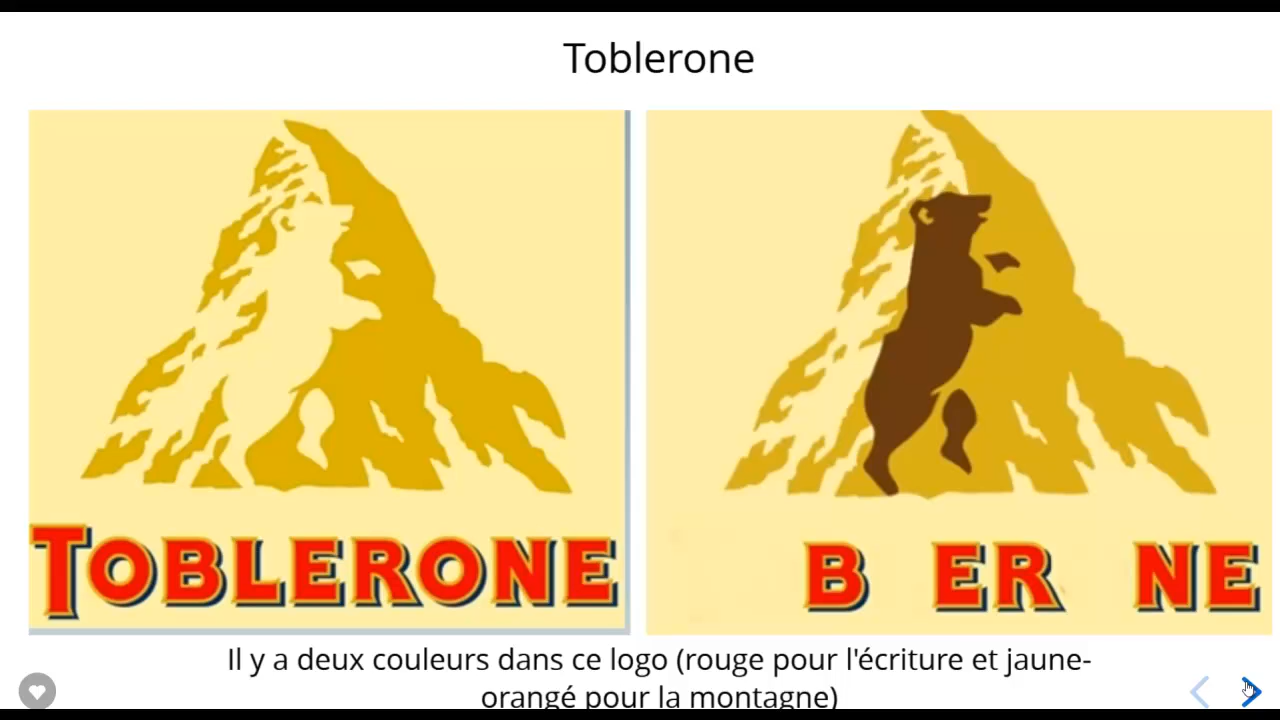 Toblerone
TOBLERONE
B ER NE
Il y a deux couleurs dans ce logo (rouge pour l'écriture et jaune-
orangé pour la montagne)